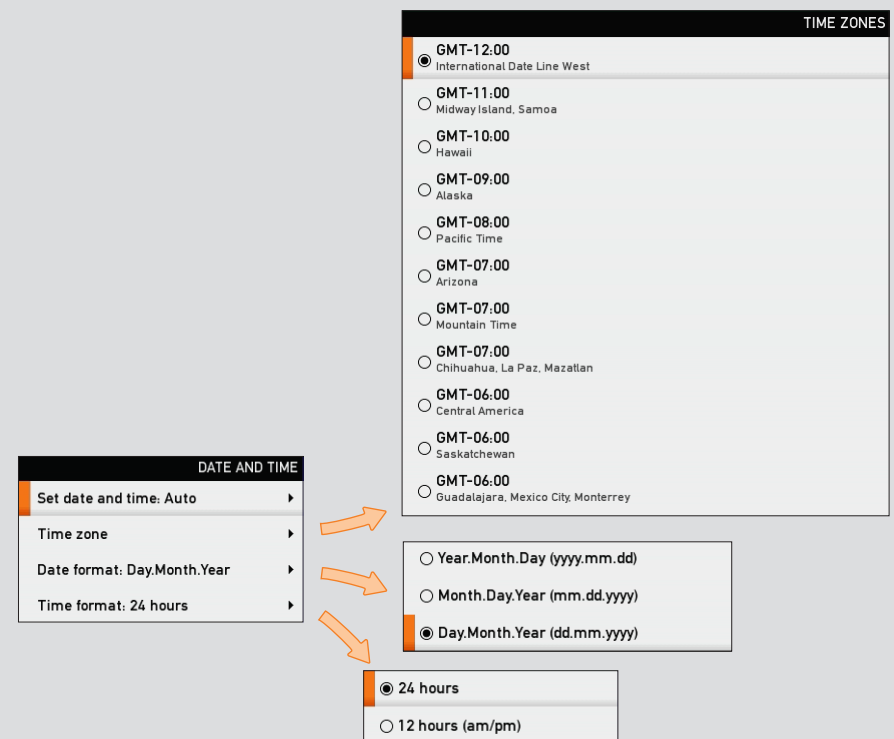 TIME ZONES
GMT-12:00
International Date Line West
GMT-11:00
Midway Island, Samoa
GMT-10:00
Hawaii
GMT-09:00
Alaska
GMT-08:00
Pacific Time
GMT-07:00
Arizona
GMT-07:00
Mountain Time
GMT-07:00
Chihuahua, La Paz, Mazatlan
GMT-06:00
Central America
GMT-06:00
Saskatchewan
GMT-06:00
Guadalajara, Mexico City, Monterrey
DATE AND TIME
Set date and time: Auto
Time zone
Date format: Day.Month.Year
Time format: 24 hours
Year.Month.Day (yyyy.mm.dd)
Month.Day.Year (mm.dd.yyyy)
Day.Month.Year (dd.mm.yyyy)
24 hours
12 hours (am/pm)